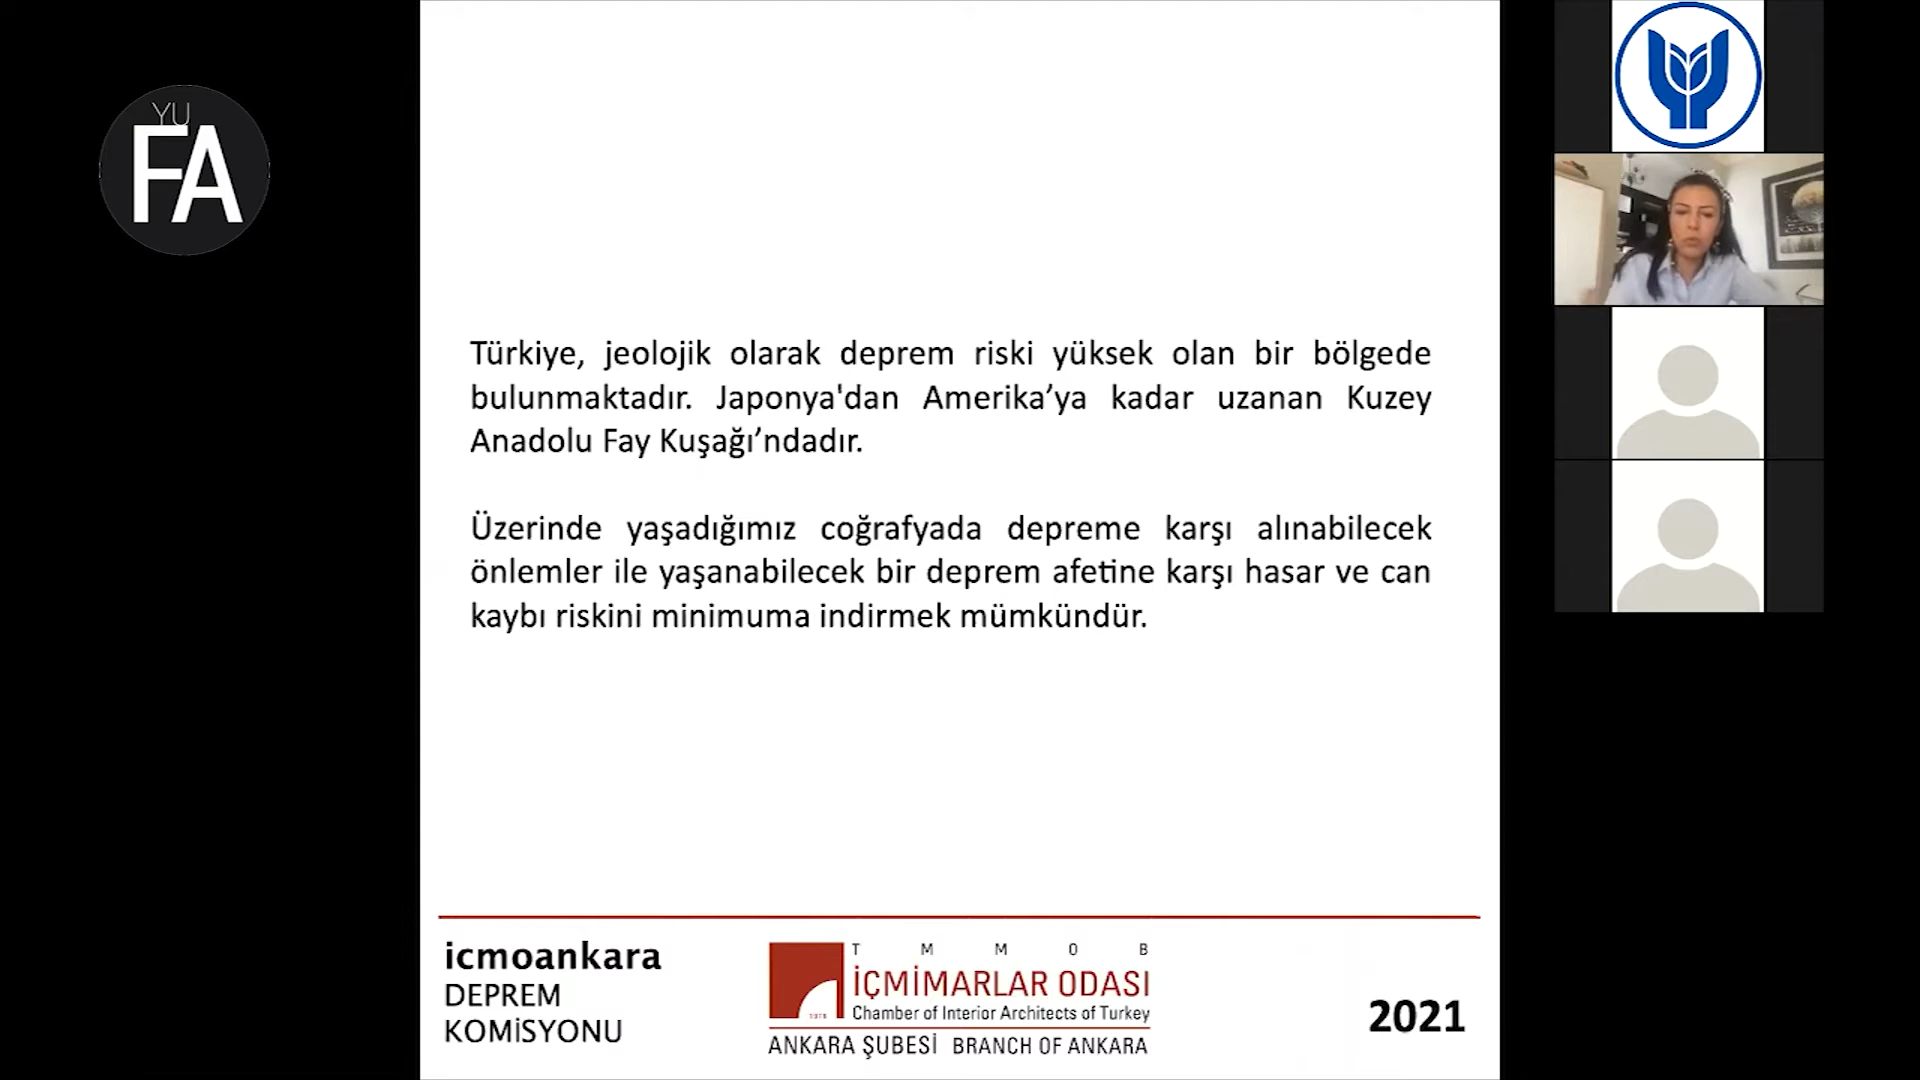 YU
FA
Türkiye, jeolojik olarak deprem riski yüksek olan bir bölgede
bulunmaktadır. Japonya'dan Amerika’ya kadar uzanan Kuzey
Anadolu Fay Kuşağı’ndadır.
Üzerinde yaşadığımız coğrafyada depreme karşı alınabilecek
önlemler ile yaşanabilecek bir deprem afetine karşı hasar ve can
kaybı riskini minimuma indirmek mümkündür.
icmoankara
DEPREM
KOMİSYONU
T M M O B
İÇMİMARLAR ODASI
Chamber of Interior Architects of Turkey
1976
ANKARA ŞUBESİ BRANCH OF ANKARA
2021